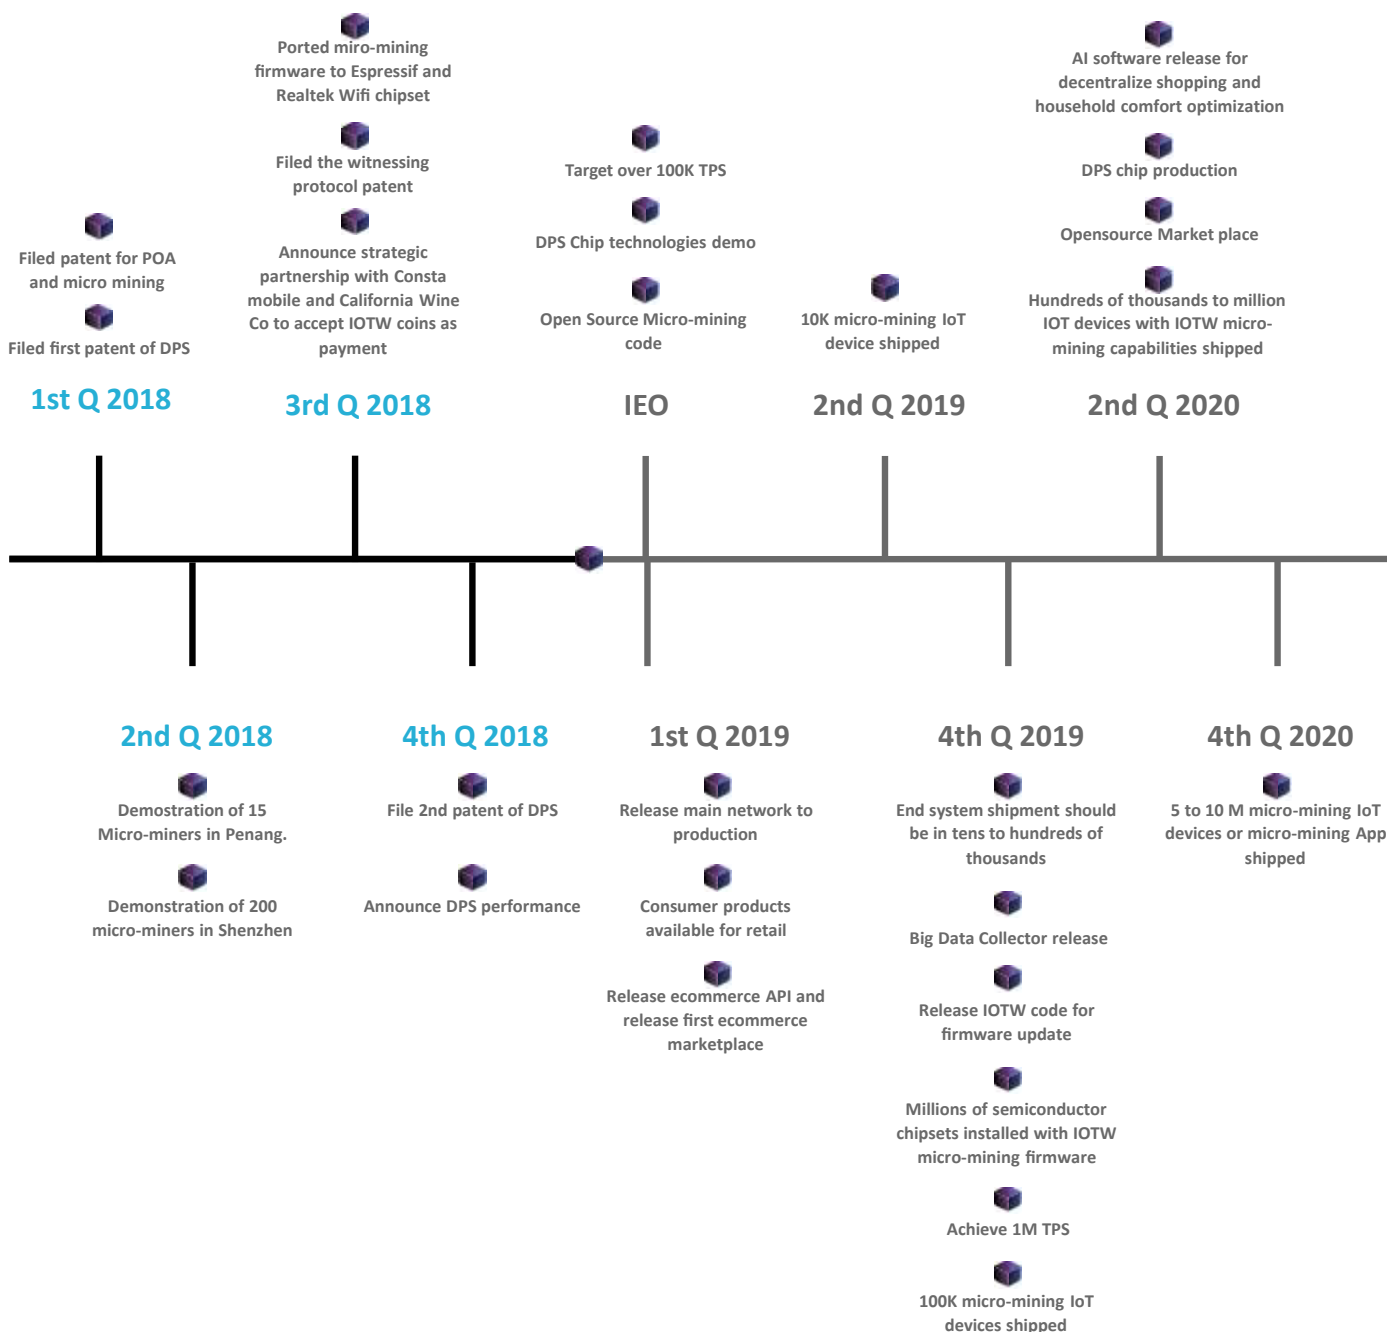 Filed patent for POA
and micro mining
Filed first patent of DPS
1st Q 2018
Ported miro-mining
firmware to Espressif and
Realtek Wifi chipset
Filed the witnessing
protocol patent
Announce strategic
partnership with Consta
mobile and California Wine
Co to accept IOTW coins as
payment
3rd Q 2018
Target over 100K TPS
DPS Chip technologies demo
Open Source Micro-mining
code
IEO
10K micro-mining IoT
device shipped
2nd Q 2019
AI software release for
decentralize shopping and
household comfort optimization
DPS chip production
Opensource Market place
Hundreds of thousands to million
IOT devices with IOTW micro-
mining capabilities shipped
2nd Q 2020
2nd Q 2018
Demostration of 15
Micro-miners in Penang.
Demonstration of 200
micro-miners in Shenzhen
4th Q 2018
File 2nd patent of DPS
Announce DPS performance
1st Q 2019
Release main network to
production
Consumer products
available for retail
Release ecommerce API and
release first ecommerce
marketplace
4th Q 2019
End system shipment should
be in tens to hundreds of
thousands
Big Data Collector release
Release IOTW code for
firmware update
Millions of semiconductor
chipsets installed with IOTW
micro-mining firmware
Achieve 1M TPS
100K micro-mining IoT
devices shipped
4th Q 2020
5 to 10 M micro-mining IoT
devices or micro-mining App
shipped